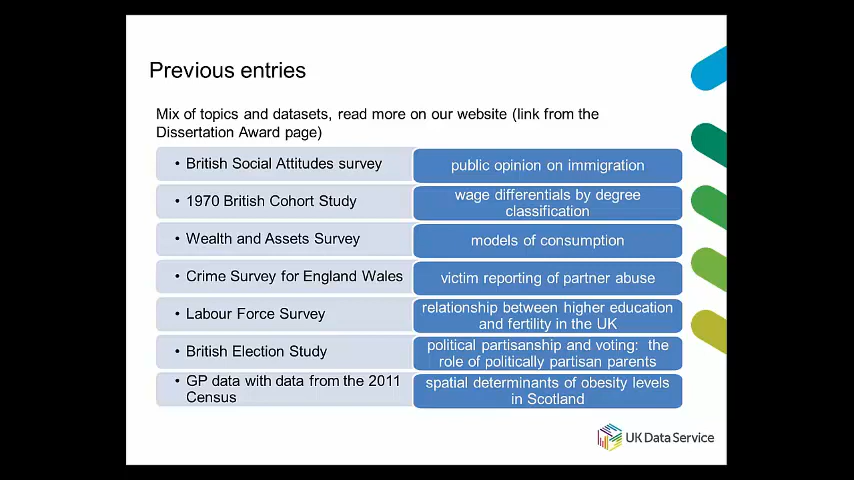 Previous entries
Mix of topics and datasets, read more on our website (link from the
Dissertation Award page)
• British Social Attitudes survey
public opinion on immigration
• 1970 British Cohort Study
wage differentials by degree
classification
• Wealth and Assets Survey
models of consumption
• Crime Survey for England Wales
victim reporting of partner abuse
• Labour Force Survey
relationship between higher education
and fertility in the UK
• British Election Study
political partisanship and voting: the
role of politically partisan parents
• GP data with data from the 2011
Census
spatial determinants of obesity levels
in Scotland
UK Data Service